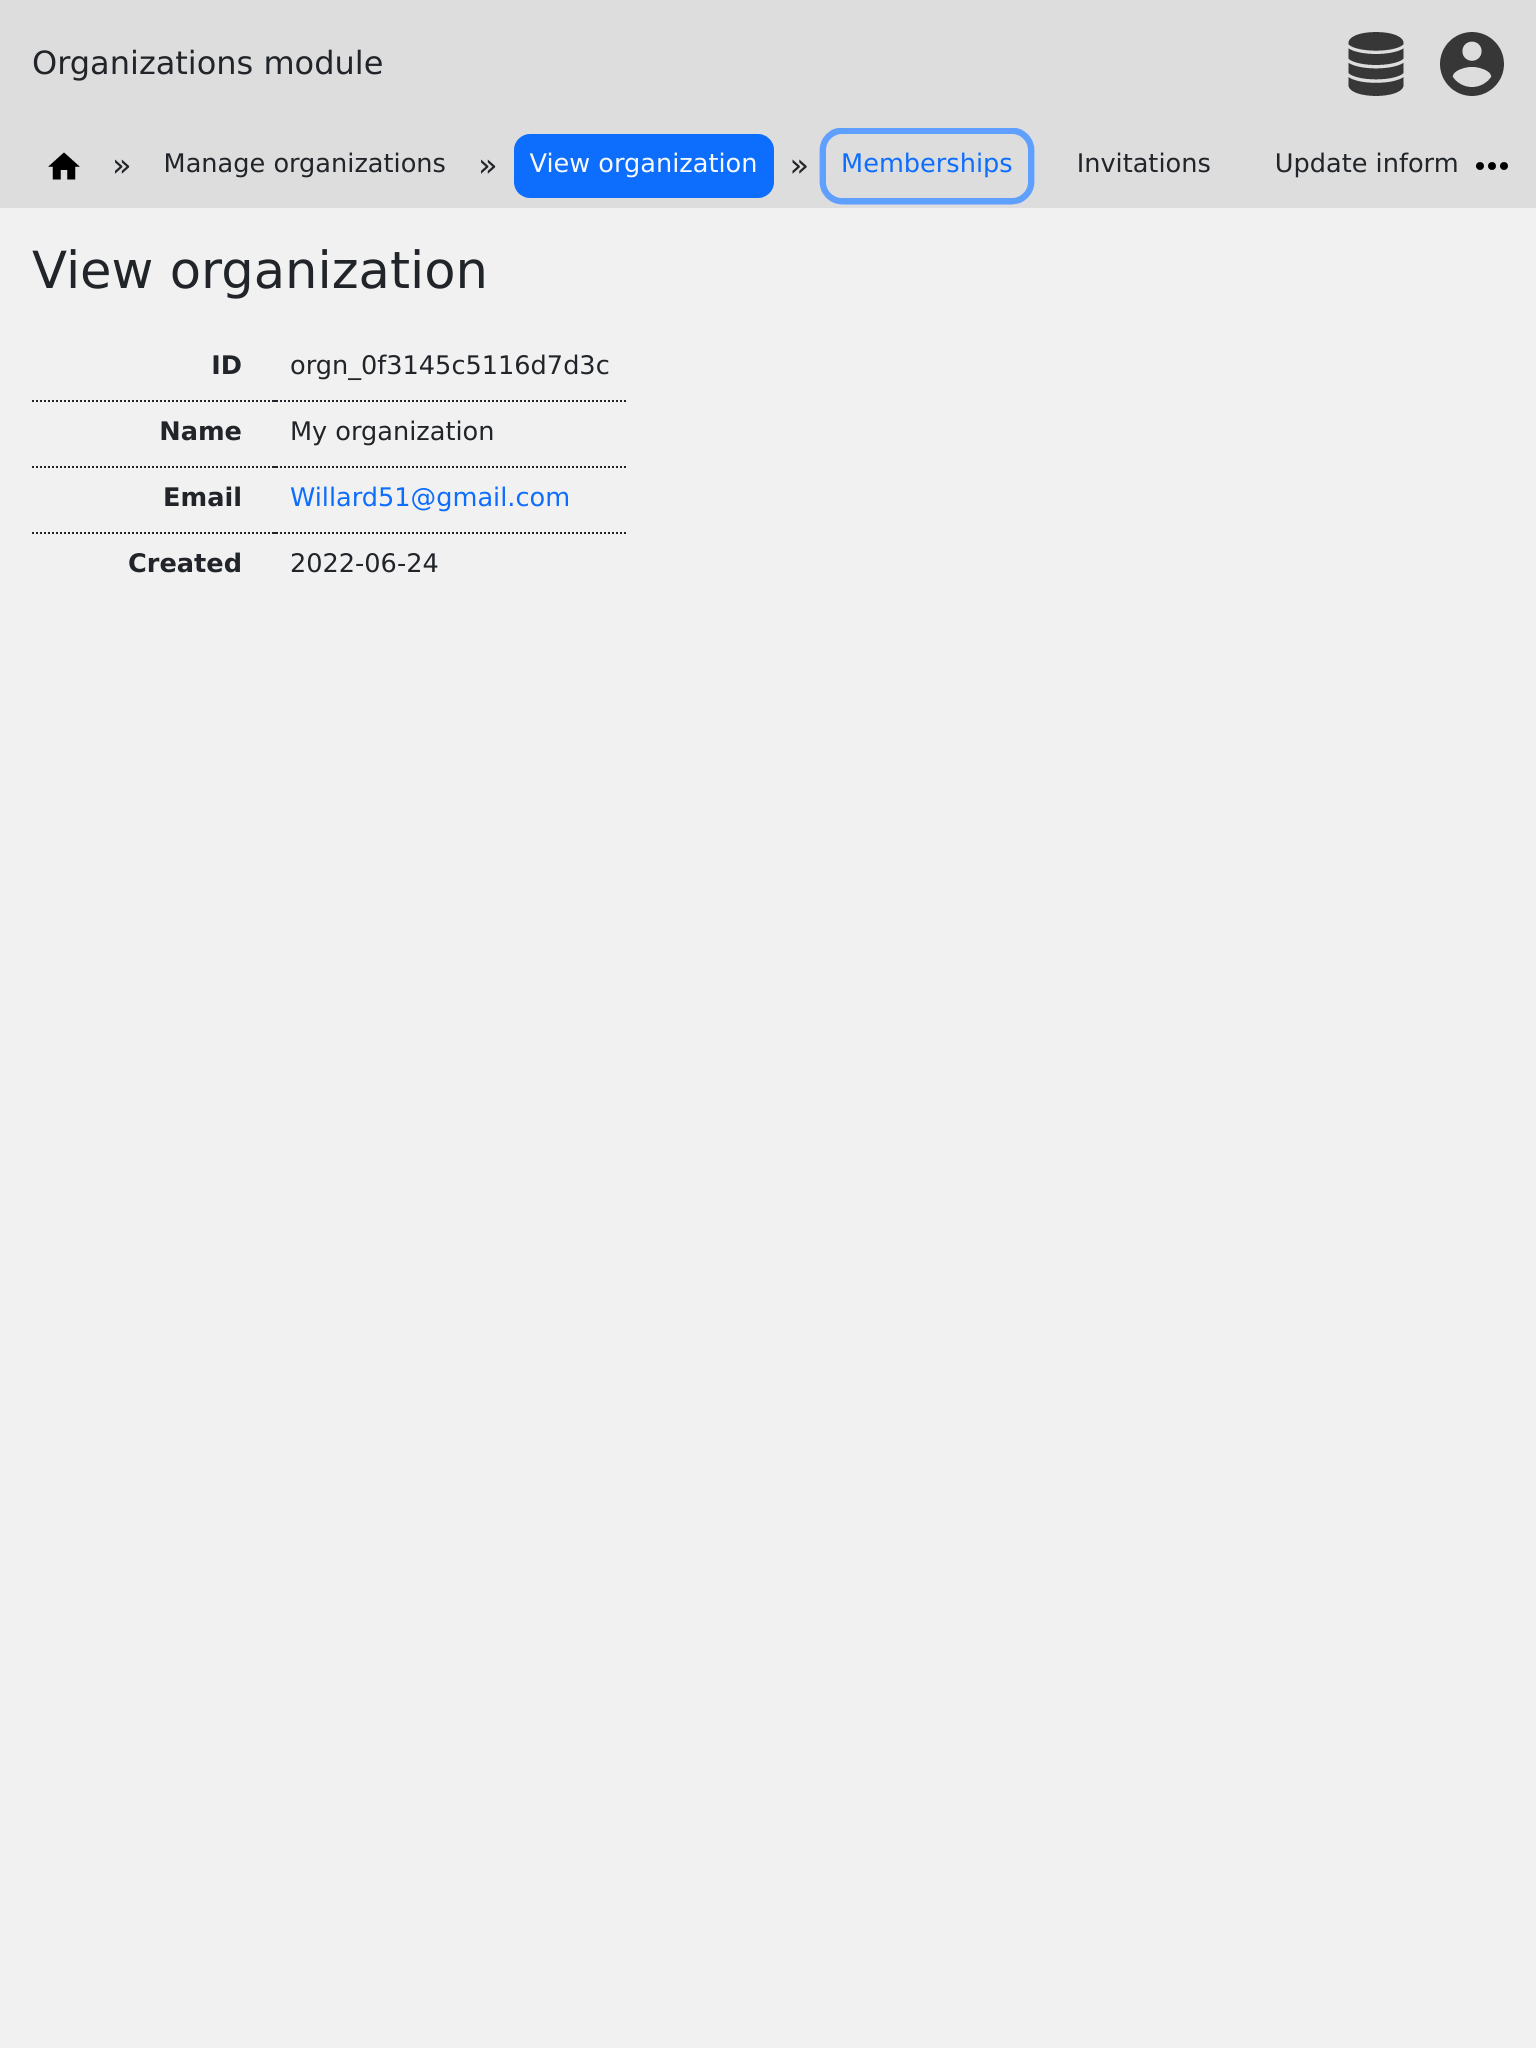 Organizations module
» Manage organizations » View organization » Memberships Invitations Update inform •••
View organization
ID orgn_0f3145c5116d7d3c
Name My organization
Email Willard51@gmail.com
Created 2022-06-24